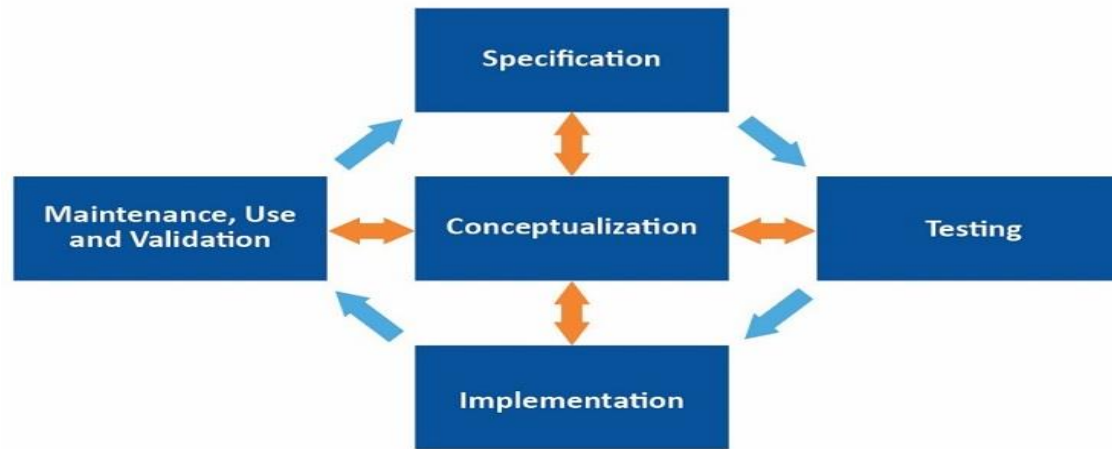 Specification
Maintenance, Use
and Validation
Conceptualization
Testing
Implementation